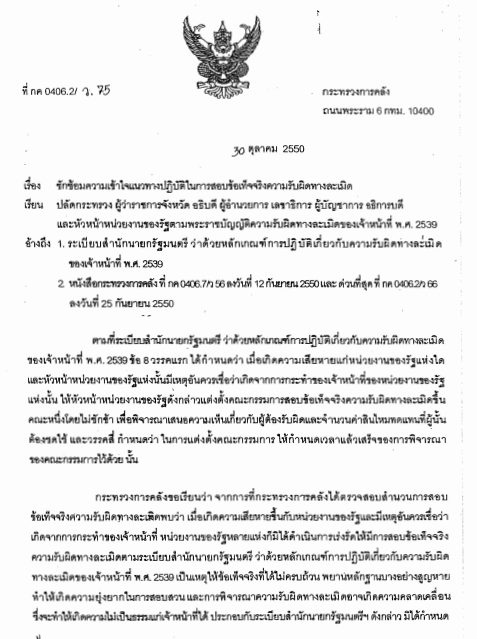 ที่ กค 0406.2/ ว.75
กระทรวงการคลัง
ถนนพระราม 6 กทม. 10400
30 ตุลาคม 2550
เรื่อง ซักซ้อมความเข้าใจแนวทางปฏิบัติในการสอบข้อเท็จจริงความรับผิดทางละเมิด
เรียน ปลัดกระทรวง ผู้ว่าราชการจังหวัด อธิบดี ผู้อำนวยการ เลขาธิการ ผู้บัญชาการ อธิการบดี
และหัวหน้าหน่วยงานของรัฐตามพระราชบัญญัติความรับผิดทางละเมิดของเจ้าหน้าที่ พ.ศ. 2539
อ้างถึง 1. ระเบียบสำนักนายกรัฐมนตรี ว่าด้วยหลักเกณฑ์การปฏิบัติเกี่ยวกับความรับผิดทางละเมิด
ของเจ้าหน้าที่ พ.ศ. 2539
2. หนังสือกระทรวงการคลัง ที่ กค 0406.7/ว 56 ลงวันที่ 12 กันยายน 2550 และ ด่วนที่สุด ที่ กค 0406.2/ว 66
ลงวันที่ 25 กันยายน 2550
ตามที่ระเบียบสำนักนายกรัฐมนตรี ว่าด้วยหลักเกณฑ์การปฏิบัติเกี่ยวกับความรับผิดทางละเมิด
ของเจ้าหน้าที่ พ.ศ. 2539 ข้อ 8 วรรคแรก ได้กำหนดว่า เมื่อเกิดความเสียหายแก่หน่วยงานของรัฐแห่งใด
และหัวหน้าหน่วยงานของรัฐแห่งนั้นมีเหตุอันควรเชื่อว่าเกิดจากการกระทำของเจ้าหน้าที่ของหน่วยงานของรัฐ
แห่งนั้น ให้หัวหน้าหน่วยงานของรัฐดังกล่าวแต่งตั้งคณะกรรมการสอบข้อเท็จจริงความรับผิดทางละเมิดขึ้น
คณะหนึ่งโดยไม่ชักช้า เพื่อพิจารณาเสนอความเห็นเกี่ยวกับผู้ต้องรับผิดและจำนวนค่าสินไหมทดแทนที่ผู้นั้น
ต้องชดใช้ และวรรคสี่ กำหนดว่า ในการแต่งตั้งคณะกรรมการ ให้กำหนดเวลาแล้วเสร็จของการพิจารณา
ของคณะกรรมการไว้ด้วย นั้น
กระทรวงการคลังขอเรียนว่า จากการที่กระทรวงการคลังได้ตรวจสอบสำนวนการสอบ
ข้อเท็จจริงความรับผิดทางละเมิดพบว่า เมื่อเกิดความเสียหายขึ้นกับหน่วยงานของรัฐและมีเหตุอันควรเชื่อว่า
เกิดจากการกระทำของเจ้าหน้าที่ หน่วยงานของรัฐหลายแห่งก็มิได้ดำเนินการเร่งรัดให้มีการสอบข้อเท็จจริง
ความรับผิดทางละเมิดตามระเบียบสำนักนายกรัฐมนตรี ว่าด้วยหลักเกณฑ์การปฏิบัติเกี่ยวกับความรับผิด
ทางละเมิดของเจ้าหน้าที่ พ.ศ. 2539 เป็นเหตุให้ข้อเท็จจริงที่ได้ไม่ครบถ้วน พยานหลักฐานบางอย่างสูญหาย
ทำให้เกิดความยุ่งยากในการสอบสวน และการพิจารณาความรับผิดทางละเมิดอาจเกิดความคลาดเคลื่อน
ซึ่งจะทำให้เกิดความไม่เป็นธรรมแก่เจ้าหน้าที่ได้ ประกอบกับระเบียบสำนักนายกรัฐมนตรีฯ ดังกล่าว มิได้กำหนด